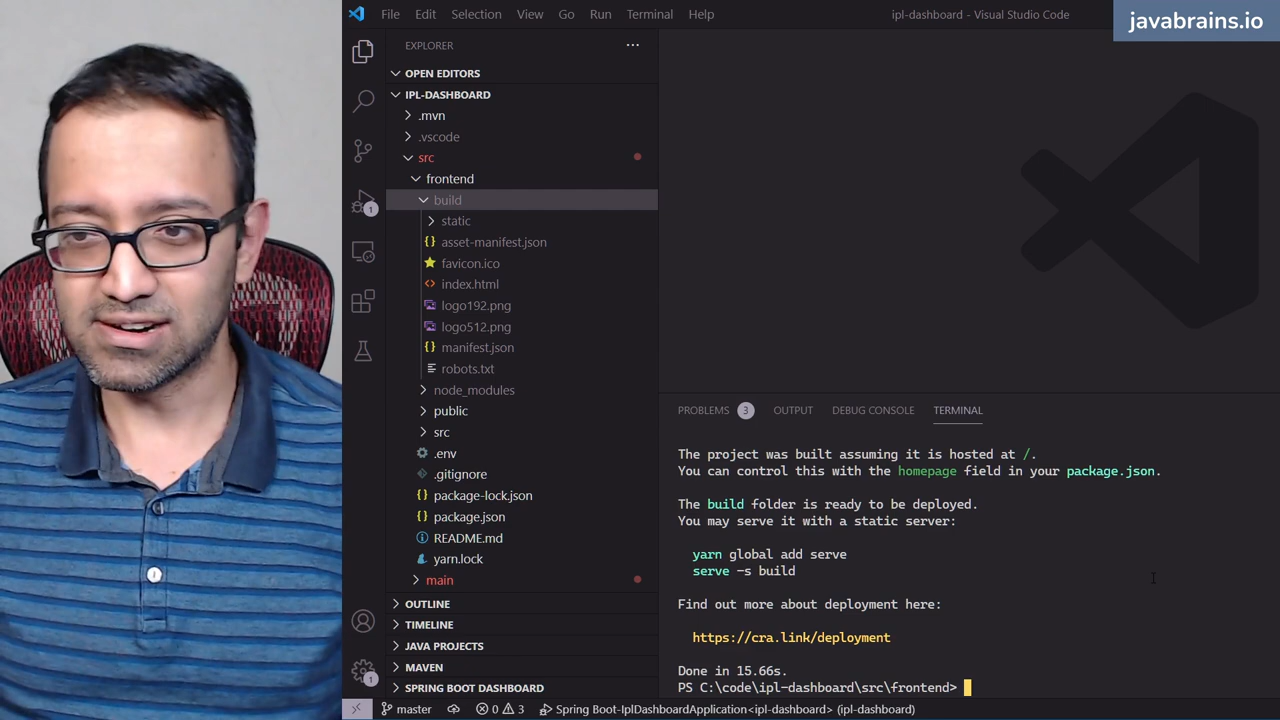 File Edit Selection View Go Run Terminal Help
ipl-dashboard - Visual Studio Code
javabrains.io
EXPLORER
OPEN EDITORS
IPL-DASHBOARD
.mvn
.vscode
src
frontend
build
static
asset-manifest.json
favicon.ico
index.html
logo192.png
logo512.png
manifest.json
robots.txt
node_modules
public
src
.env
.gitignore
package-lock.json
package.json
README.md
yarn.lock
main
OUTLINE
TIMELINE
JAVA PROJECTS
MAVEN
SPRING BOOT DASHBOARD
1
1
PROBLEMS 3 OUTPUT DEBUG CONSOLE TERMINAL
The project was built assuming it is hosted at /.
You can control this with the homepage field in your package.json.
The build folder is ready to be deployed.
You may serve it with a static server:
yarn global add serve
serve -s build
Find out more about deployment here:
https://cra.link/deployment
Done in 15.66s.
PS C:\code\ipl-dashboard\src\frontend>
master 0 3 Spring Boot-IplDashboardApplication<ipl-dashboard> (ipl-dashboard)